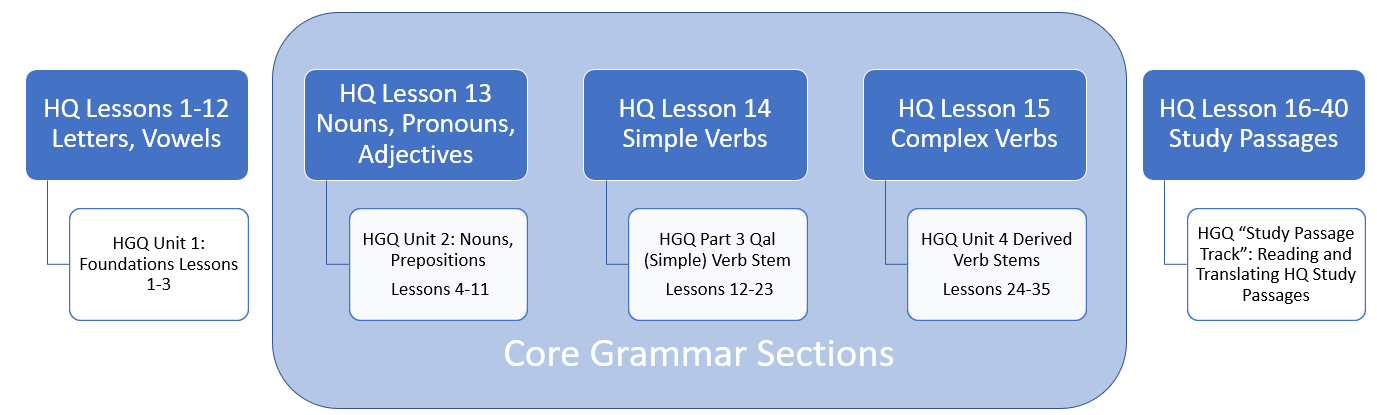 HQ Lessons 1-12
Letters, Vowels
HGQ Unit 1:
Foundations Lessons
1-3
HQ Lesson 13
Nouns, Pronouns,
Adjectives
HGQ Unit 2: Nouns,
Prepositions
Lessons 4-11
HQ Lesson 14
Simple Verbs
HGQ Part 3 Qal
(Simple) Verb Stem
Lessons 12-23
HQ Lesson 15
Complex Verbs
HGQ Unit 4 Derived
Verb Stems
Lessons 24-35
HQ Lesson 16-40
Study Passages
HGQ “Study Passage
Track”: Reading and
Translating HQ Study
Passages
Core Grammar Sections